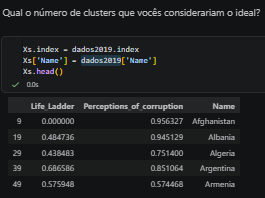 Qual o número de clusters que vocês considerariam o ideal?
Xs.index = dados2019.index
Xs['Name'] = dados2019['Name']
Xs.head()
✓ 0.0s
Life_Ladder Perceptions_of_corruption Name
9 0.000000 0.956327 Afghanistan
19 0.484736 0.945129 Albania
29 0.438483 0.751400 Algeria
39 0.686586 0.851064 Argentina
49 0.575948 0.574468 Armenia